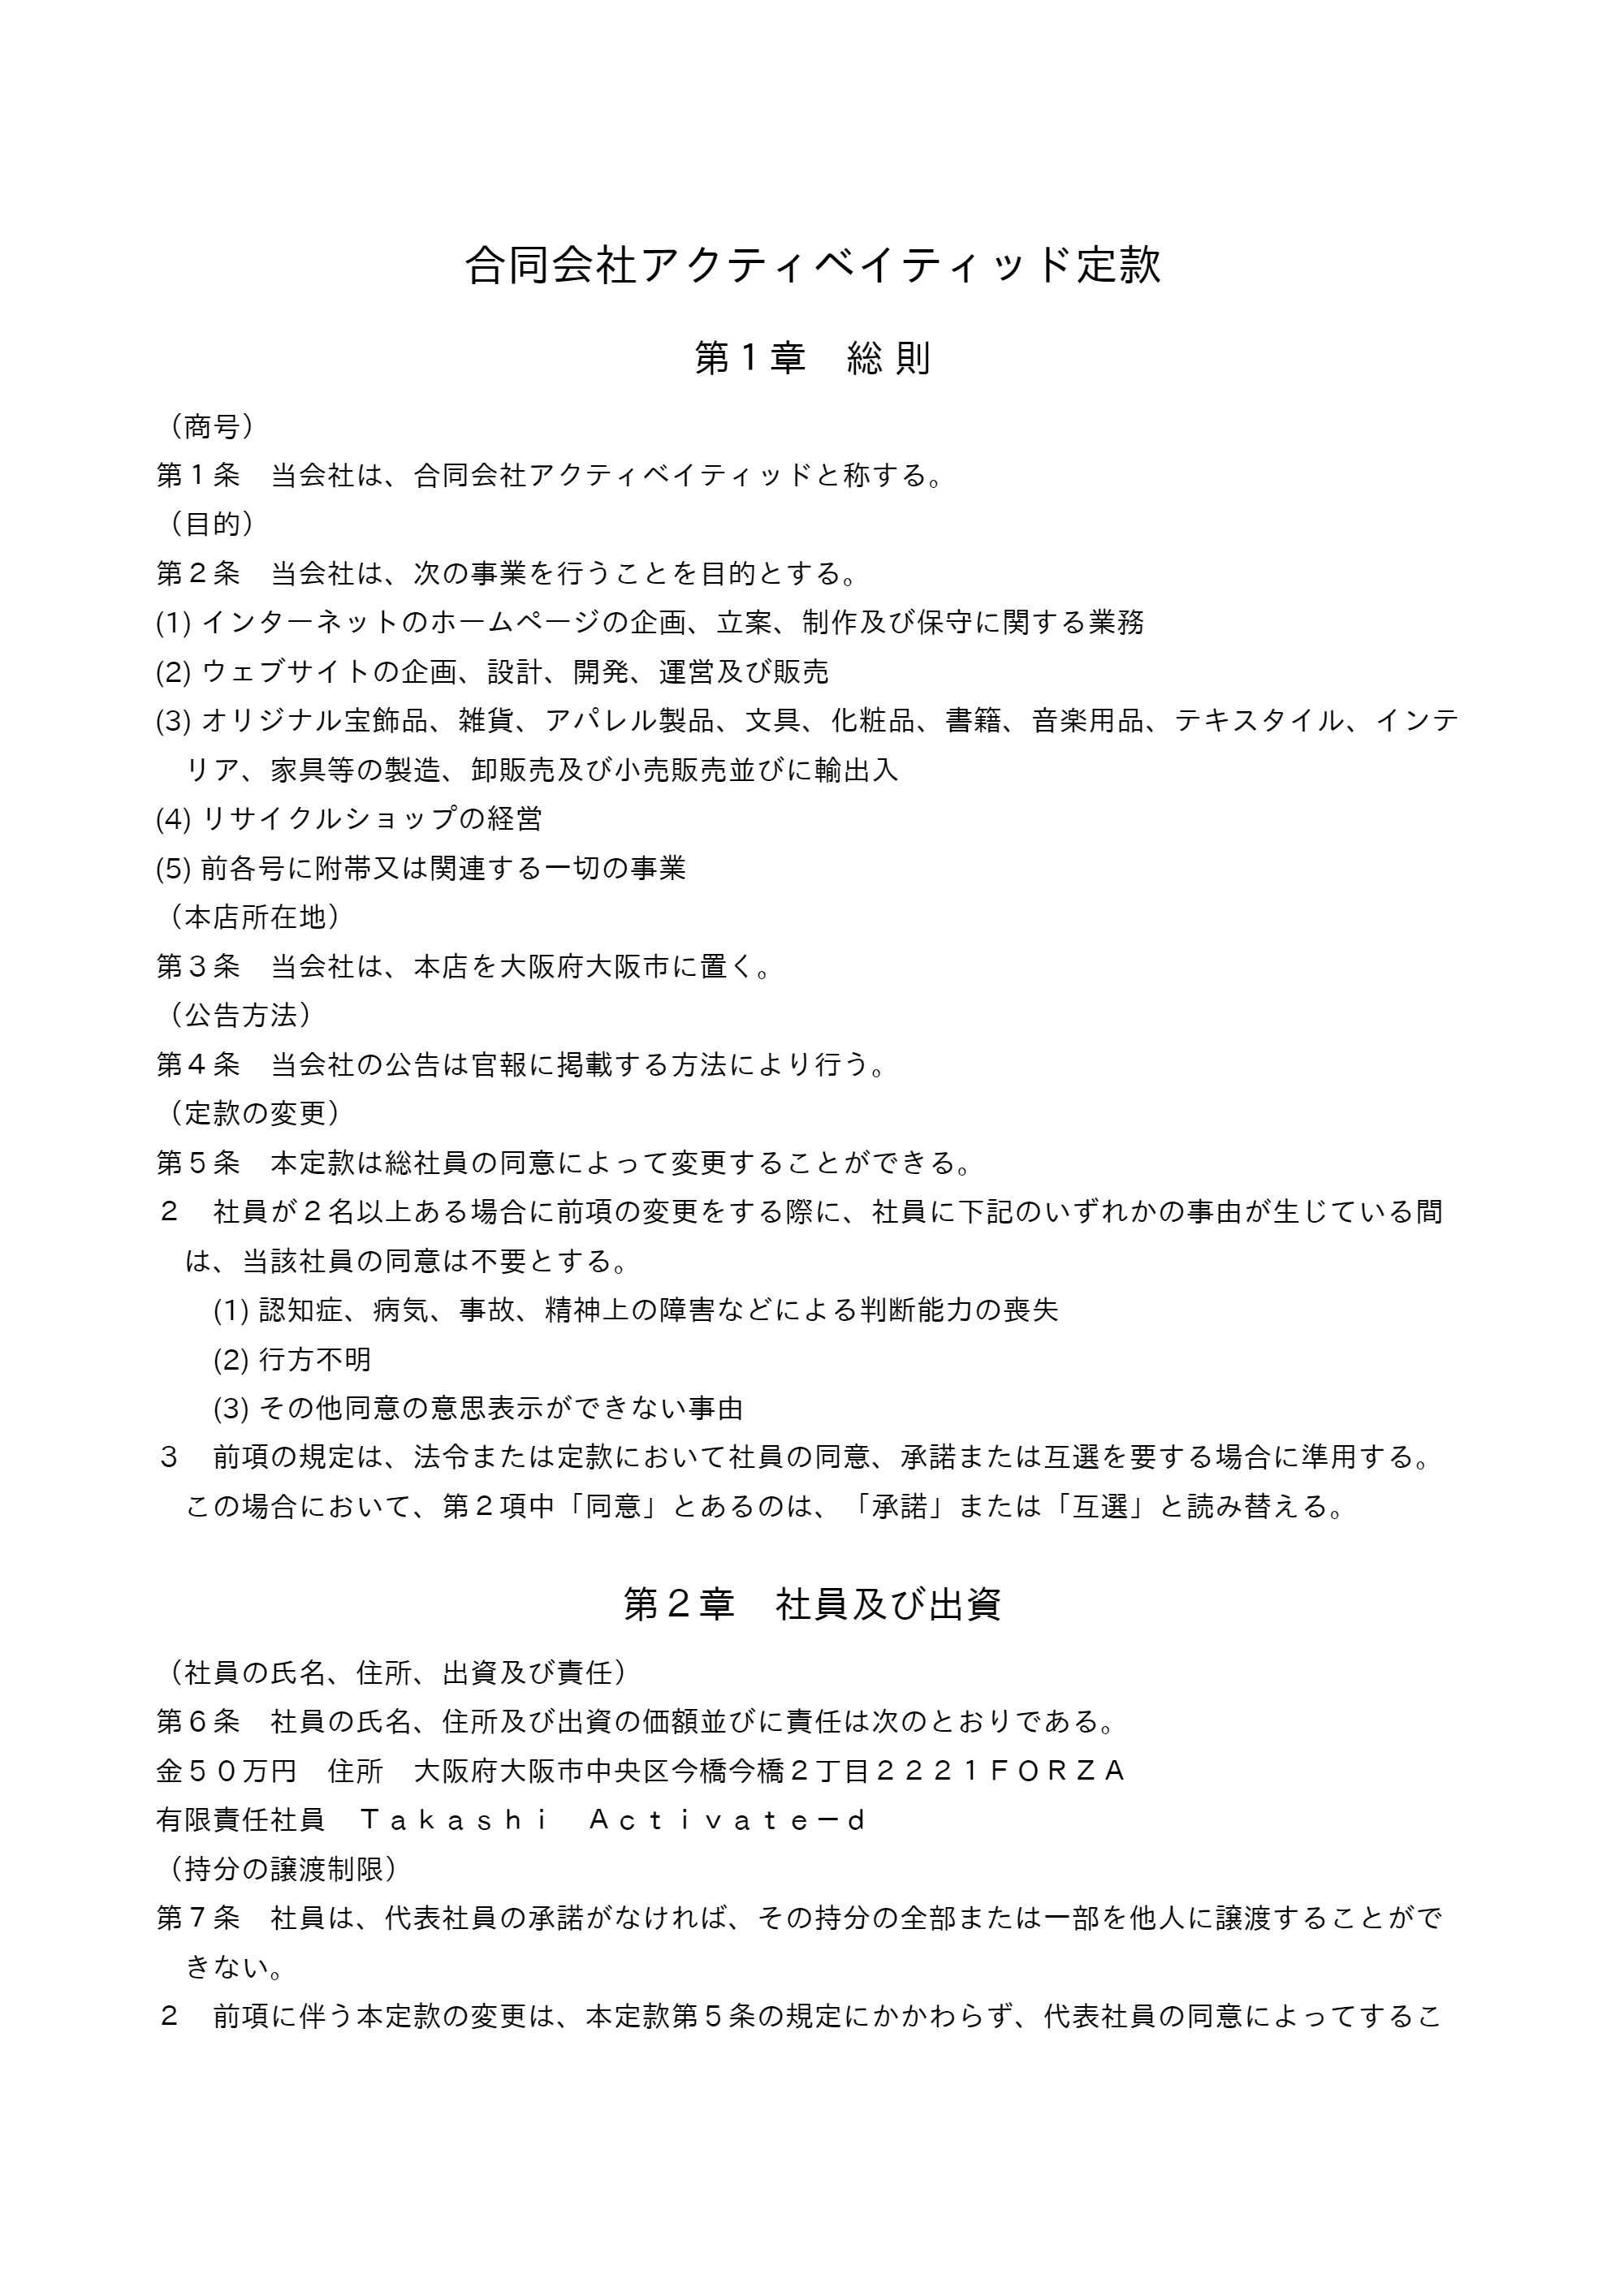 合同会社アクティベイティッド定款
第１章　総 則
（商号）
第１条　当会社は、合同会社アクティベイティッドと称する。
（目的）
第２条　当会社は、次の事業を行うことを目的とする。
(1) インターネットのホームページの企画、立案、制作及び保守に関する業務
(2) ウェブサイトの企画、設計、開発、運営及び販売
(3) オリジナル宝飾品、雑貨、アパレル製品、文具、化粧品、書籍、音楽用品、テキスタイル、インテ
リア、家具等の製造、卸販売及び小売販売並びに輸出入
(4) リサイクルショップの経営
(5) 前各号に附帯又は関連する一切の事業
（本店所在地）
第３条　当会社は、本店を大阪府大阪市に置く。
（公告方法）
第４条　当会社の公告は官報に掲載する方法により行う。
（定款の変更）
第５条　本定款は総社員の同意によって変更することができる。
２　社員が２名以上ある場合に前項の変更をする際に、社員に下記のいずれかの事由が生じている間
は、当該社員の同意は不要とする。
(1) 認知症、病気、事故、精神上の障害などによる判断能力の喪失
(2) 行方不明
(3) その他同意の意思表示ができない事由
３　前項の規定は、法令または定款において社員の同意、承諾または互選を要する場合に準用する。
この場合において、第２項中「同意」とあるのは、「承諾」または「互選」と読み替える。
第２章　社員及び出資
（社員の氏名、住所、出資及び責任）
第６条　社員の氏名、住所及び出資の価額並びに責任は次のとおりである。
金５０万円　住所　大阪府大阪市中央区今橋今橋２丁目２２２１ＦＯＲＺＡ
有限責任社員　Ｔａｋａｓｈｉ　Ａｃｔｉｖａｔｅ－ｄ
（持分の譲渡制限）
第７条　社員は、代表社員の承諾がなければ、その持分の全部または一部を他人に譲渡することがで
きない。
２　前項に伴う本定款の変更は、本定款第５条の規定にかかわらず、代表社員の同意によってするこ